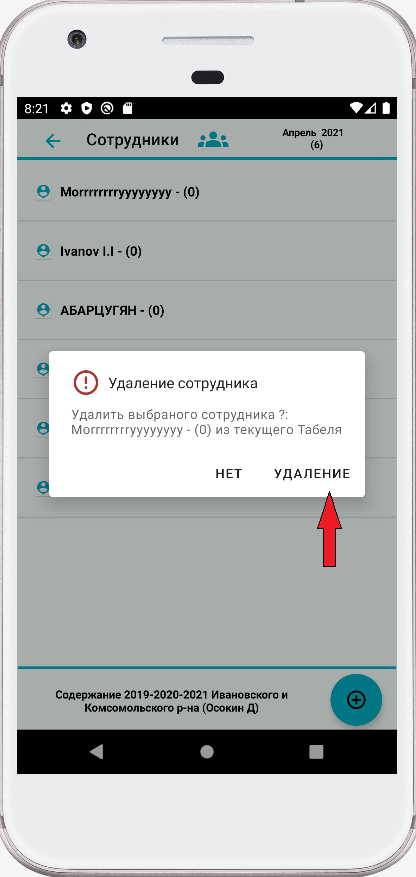 8:21
Сотрудники
Апрель 2021
(6)
Morrrrrrrryyyyyyyy - (0)
Ivanov I.I - (0)
АБАРЦУГЯН - (0)
Удаление сотрудника
Удалить выбраного сотрудника ?:
Morrrrrrrryyyyyyyy - (0) из текущего Табеля
НЕТ
УДАЛЕНИЕ
Содержание 2019-2020-2021 Ивановского и
Комсомольского р-на (Осокин Д)